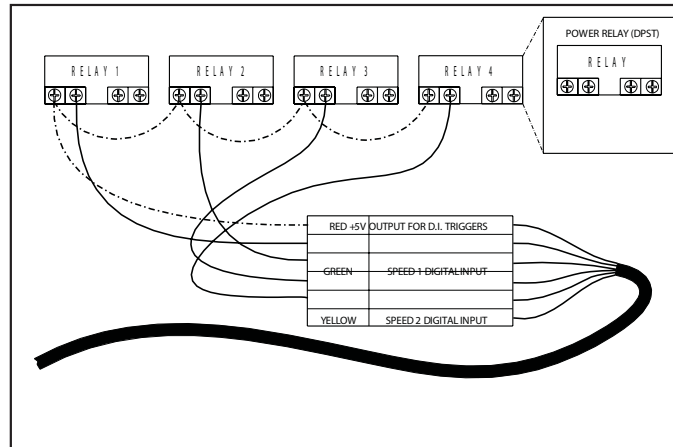 POWER RELAY (DPST)
RELAY 1
RELAY 2
RELAY 3
RELAY 4
RELAY
RED +5V OUTPUT FOR D.I. TRIGGERS
GREEN SPEED 1 DIGITAL INPUT
YELLOW SPEED 2 DIGITAL INPUT